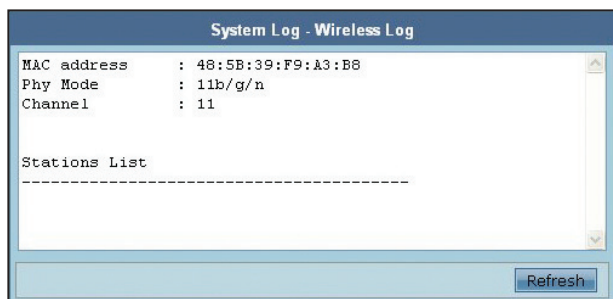 System Log - Wireless Log
MAC address : 48:5B:39:F9:A3:B8
Phy Mode : 11b/g/n
Channel : 11
Stations List
----------------------------------------
Refresh